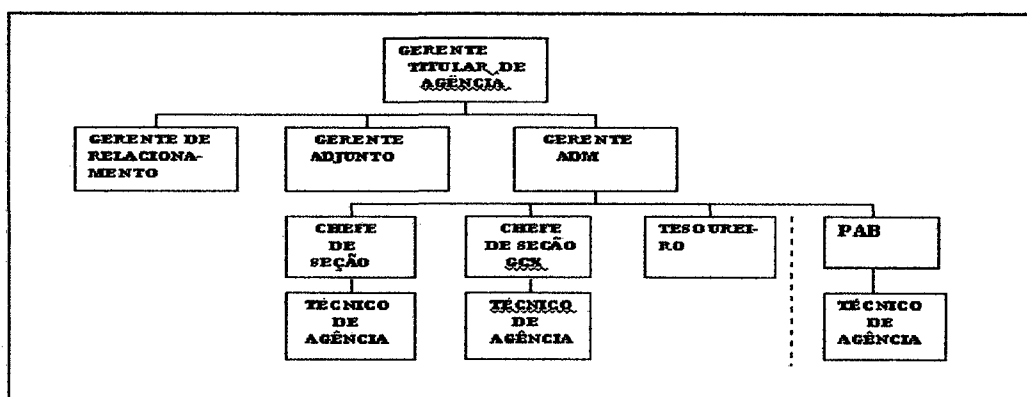 GERENTE
TITULAR DE
AGÊNCIA
GERENTE DE
RELACIONA-
MENTO
GERENTE
ADJUNTO
GERENTE
ADM
CHEFE
DE
SEÇÃO
CHEFE
DE SECÃO
GCX
TESOUREI-
RO
PAB
TÉCNICO
DE
AGÊNCIA
TÉCNICO
DE
AGÊNCIA
TÉCNICO
DE
AGÊNCIA